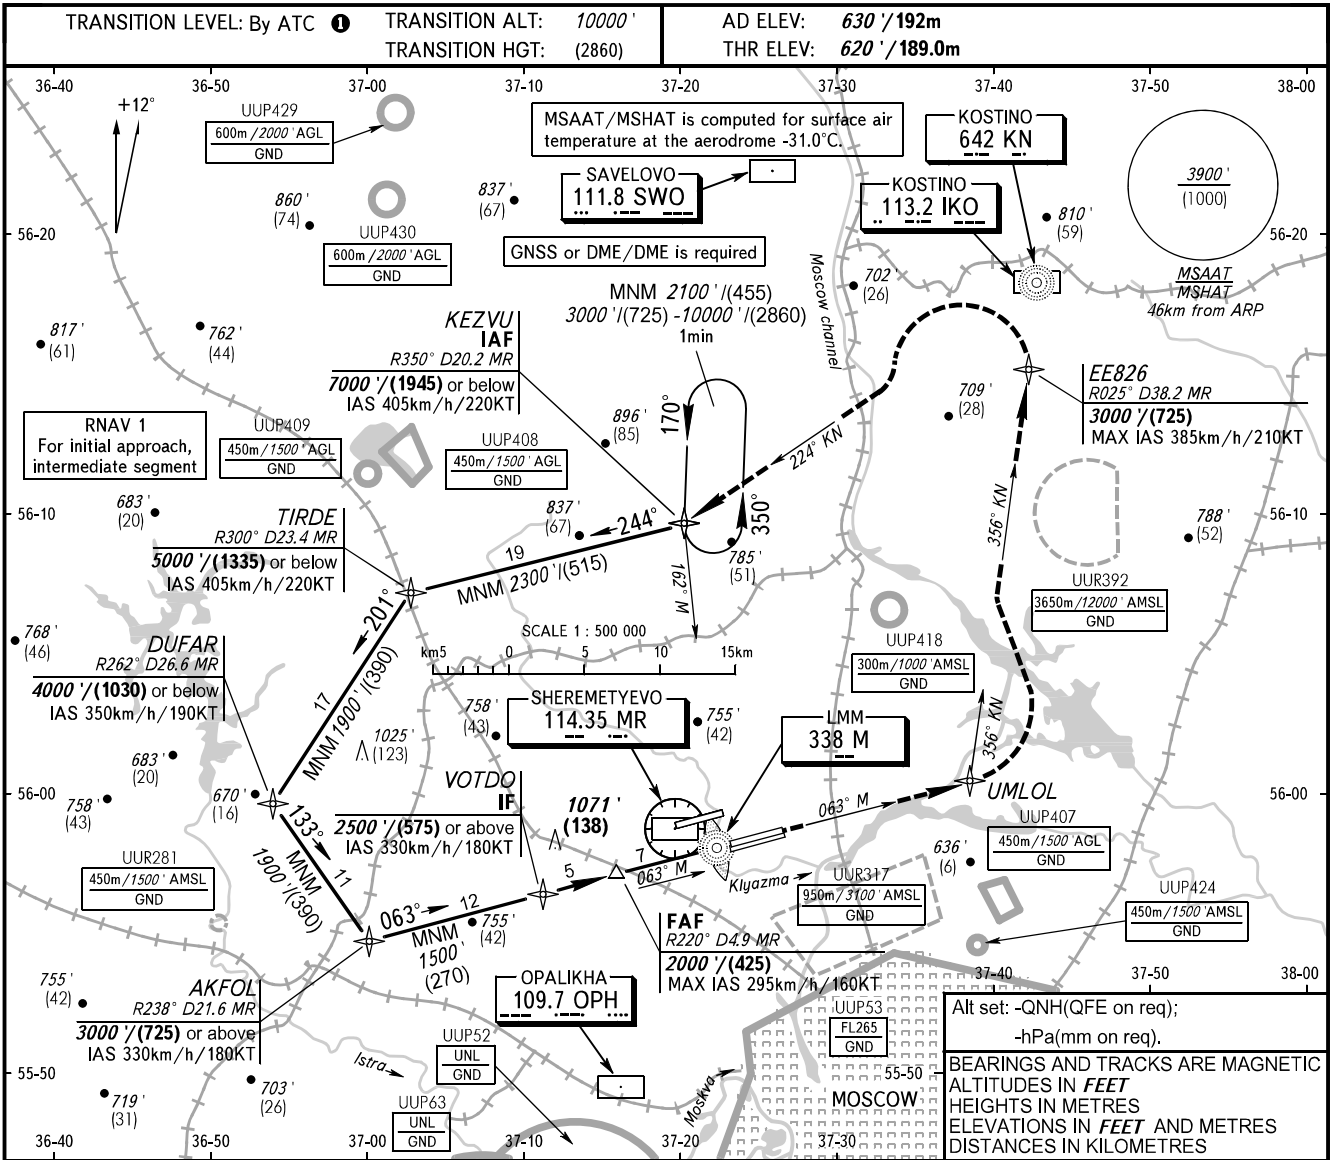 TRANSITION LEVEL: By ATC ❶
TRANSITION ALT: 10000 '
TRANSITION HGT: (2860)
AD ELEV: 630 '/192m
THR ELEV: 620 '/189.0m
36-40 36-50 37-00 37-10 37-20 37-30 37-40 37-50 38-00
+12°
UUP429
600m/2000 'AGL
GND
MSAAT/MSHAT is computed for surface air
temperature at the aerodrome -31.0°C.
KOSTINO
642 KN
3900 '
(1000)
SAVELOVO
111.8 SWO
KOSTINO
113.2 IKO
860 '
(74)
837 '
(67)
810 '
(59)
56-20
56-20
UUP430
600m/2000 'AGL
GND
GNSS or DME/DME is required
Moscow channel
702 '
(26)
MSAAT
MSHAT
46km from ARP
MNM 2100 '/(455)
3000 '/(725) -10000 '/(2860)
1min
817 '
(61)
762 '
(44)
KEZVU
IAF
R350° D20.2 MR
7000 '/(1945) or below
IAS 405km/h/220KT
EE826
R025° D38.2 MR
3000 '/(725)
MAX IAS 385km/h/210KT
709 '
(28)
RNAV 1
For initial approach,
intermediate segment
UUP409
450m/1500 'AGL
GND
UUP408
450m/1500 'AGL
GND
896 '
(85)
170°
350°
224° KN
683 '
(20)
837 '
(67)
244°
19
MNM 2300 '/(515)
785 '
(51)
162° M
356° KN
788 '
(52)
56-10
56-10
TIRDE
R300° D23.4 MR
5000 '/(1335) or below
IAS 405km/h/220KT
UUR392
3650m/12000 'AMSL
GND
201°
17
MNM 1900 '/(390)
SCALE 1 : 500 000
km5 0 5 10 15km
768 '
(46)
DUFAR
R262° D26.6 MR
4000 '/(1030) or below
IAS 350km/h/190KT
UUP418
300m/1000 'AMSL
GND
SHEREMETYEVO
114.35 MR
LMM
338 M
758 '
(43)
755 '
(42)
1025 '
(123)
683 '
(20)
758 '
(43)
670 '
(16)
356° KN
56-00
56-00
VOTDO
IF
2500 '/(575) or above
IAS 330km/h/180KT
1071 '
(138)
063° M
UMLOL
UUP407
450m/1500 'AGL
GND
636 '
(6)
133°
11
MNM
1900'/(390)
UUR281
450m/1500 'AMSL
GND
5
7
063° M
Klyazma
UUR317
950m/3100 'AMSL
GND
UUP424
450m/1500 'AMSL
GND
063°
12
MNM
1500'
(270)
755 '
(42)
FAF
R220° D4.9 MR
2000 '/(425)
MAX IAS 295km/h/160KT
37-40 37-50 38-00
755 '
(42)
AKFOL
R238° D21.6 MR
3000 '/(725) or above
IAS 330km/h/180KT
OPALIKHA
109.7 OPH
UUP53
FL265
GND
Alt set: -QNH(QFE on req);
-hPa(mm on req).
UUP52
UNL
GND
Istra
Moskva
55-50
55-50
719 '
(31)
703 '
(26)
UUP63
UNL
GND
MOSCOW
BEARINGS AND TRACKS ARE MAGNETIC
ALTITUDES IN FEET
HEIGHTS IN METRES
ELEVATIONS IN FEET AND METRES
DISTANCES IN KILOMETRES
36-40 36-50 37-00 37-10 37-20 37-30